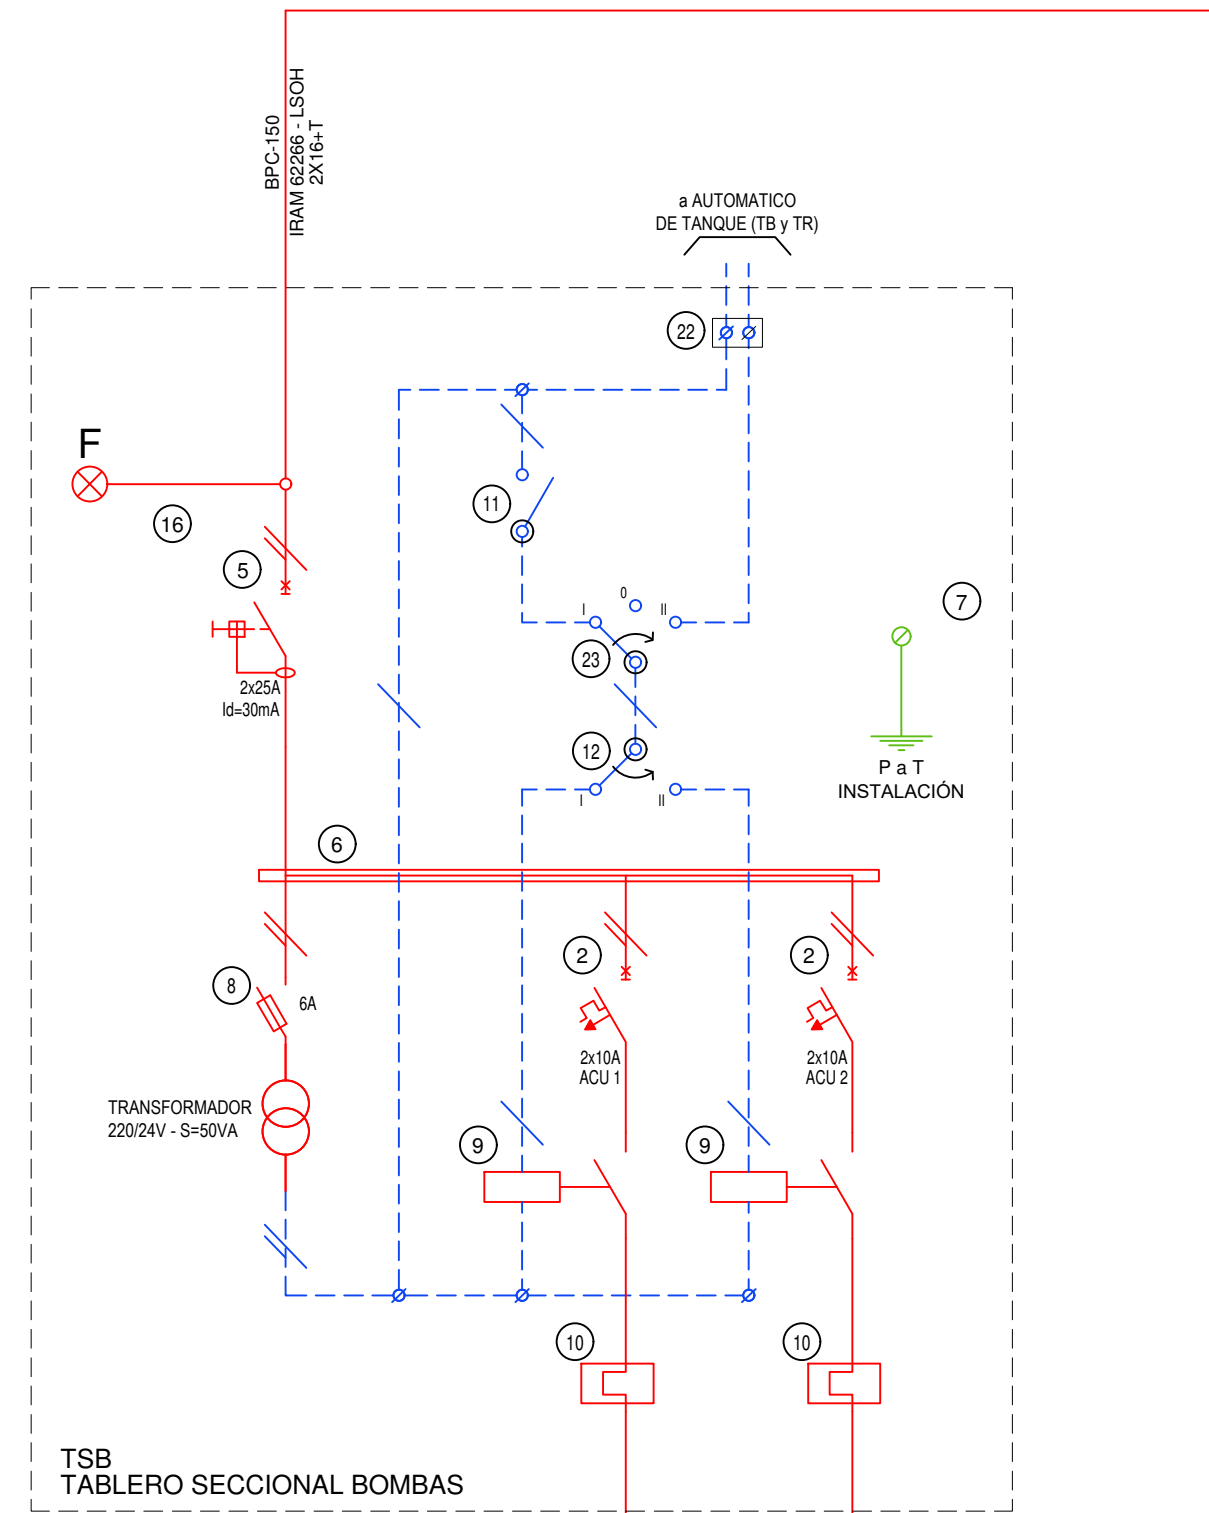 BPC-150
IRAM 62266 - LSOH
2X16+T
a AUTOMATICO
DE TANQUE (TB y TR)
22
F
16
11
5
2x25A
Id=30mA
0
I
II
23
7
12
I
II
P a T
INSTALACIÓN
6
2
2
8
6A
2x10A
ACU 1
2x10A
ACU 2
TRANSFORMADOR
220/24V - S=50VA
9
9
10
10
TSB
TABLERO SECCIONAL BOMBAS